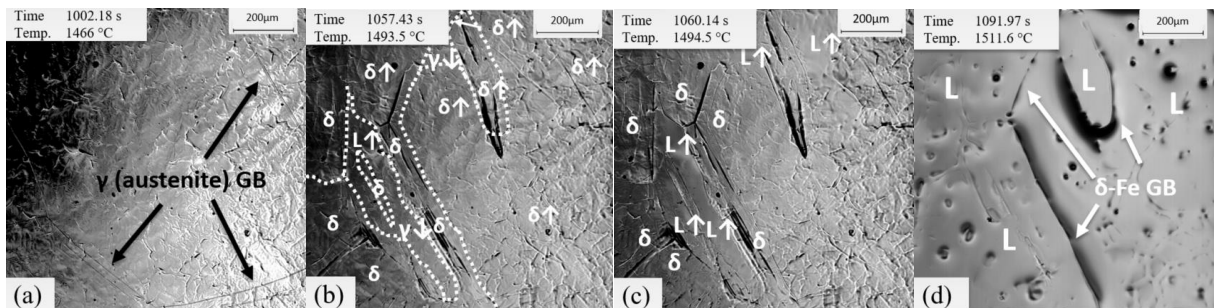 Time 1002.18 s
Temp. 1466 °C
200μm
γ (austenite) GB
(a)
Time 1057.43 s
Temp. 1493.5 °C
200μm
δ↑
γ↓
δ↑
δ↑
δ↑
δ↑
δ
L↑
δ
δ
γ↓
δ
δ
δ
(b)
Time 1060.14 s
Temp. 1494.5 °C
200μm
L↑
L↑
δ
δ
L↑
δ
L↑
L↑
δ
δ
(c)
Time 1091.97 s
Temp. 1511.6 °C
200μm
L
L
L
δ-Fe GB
L
(d)